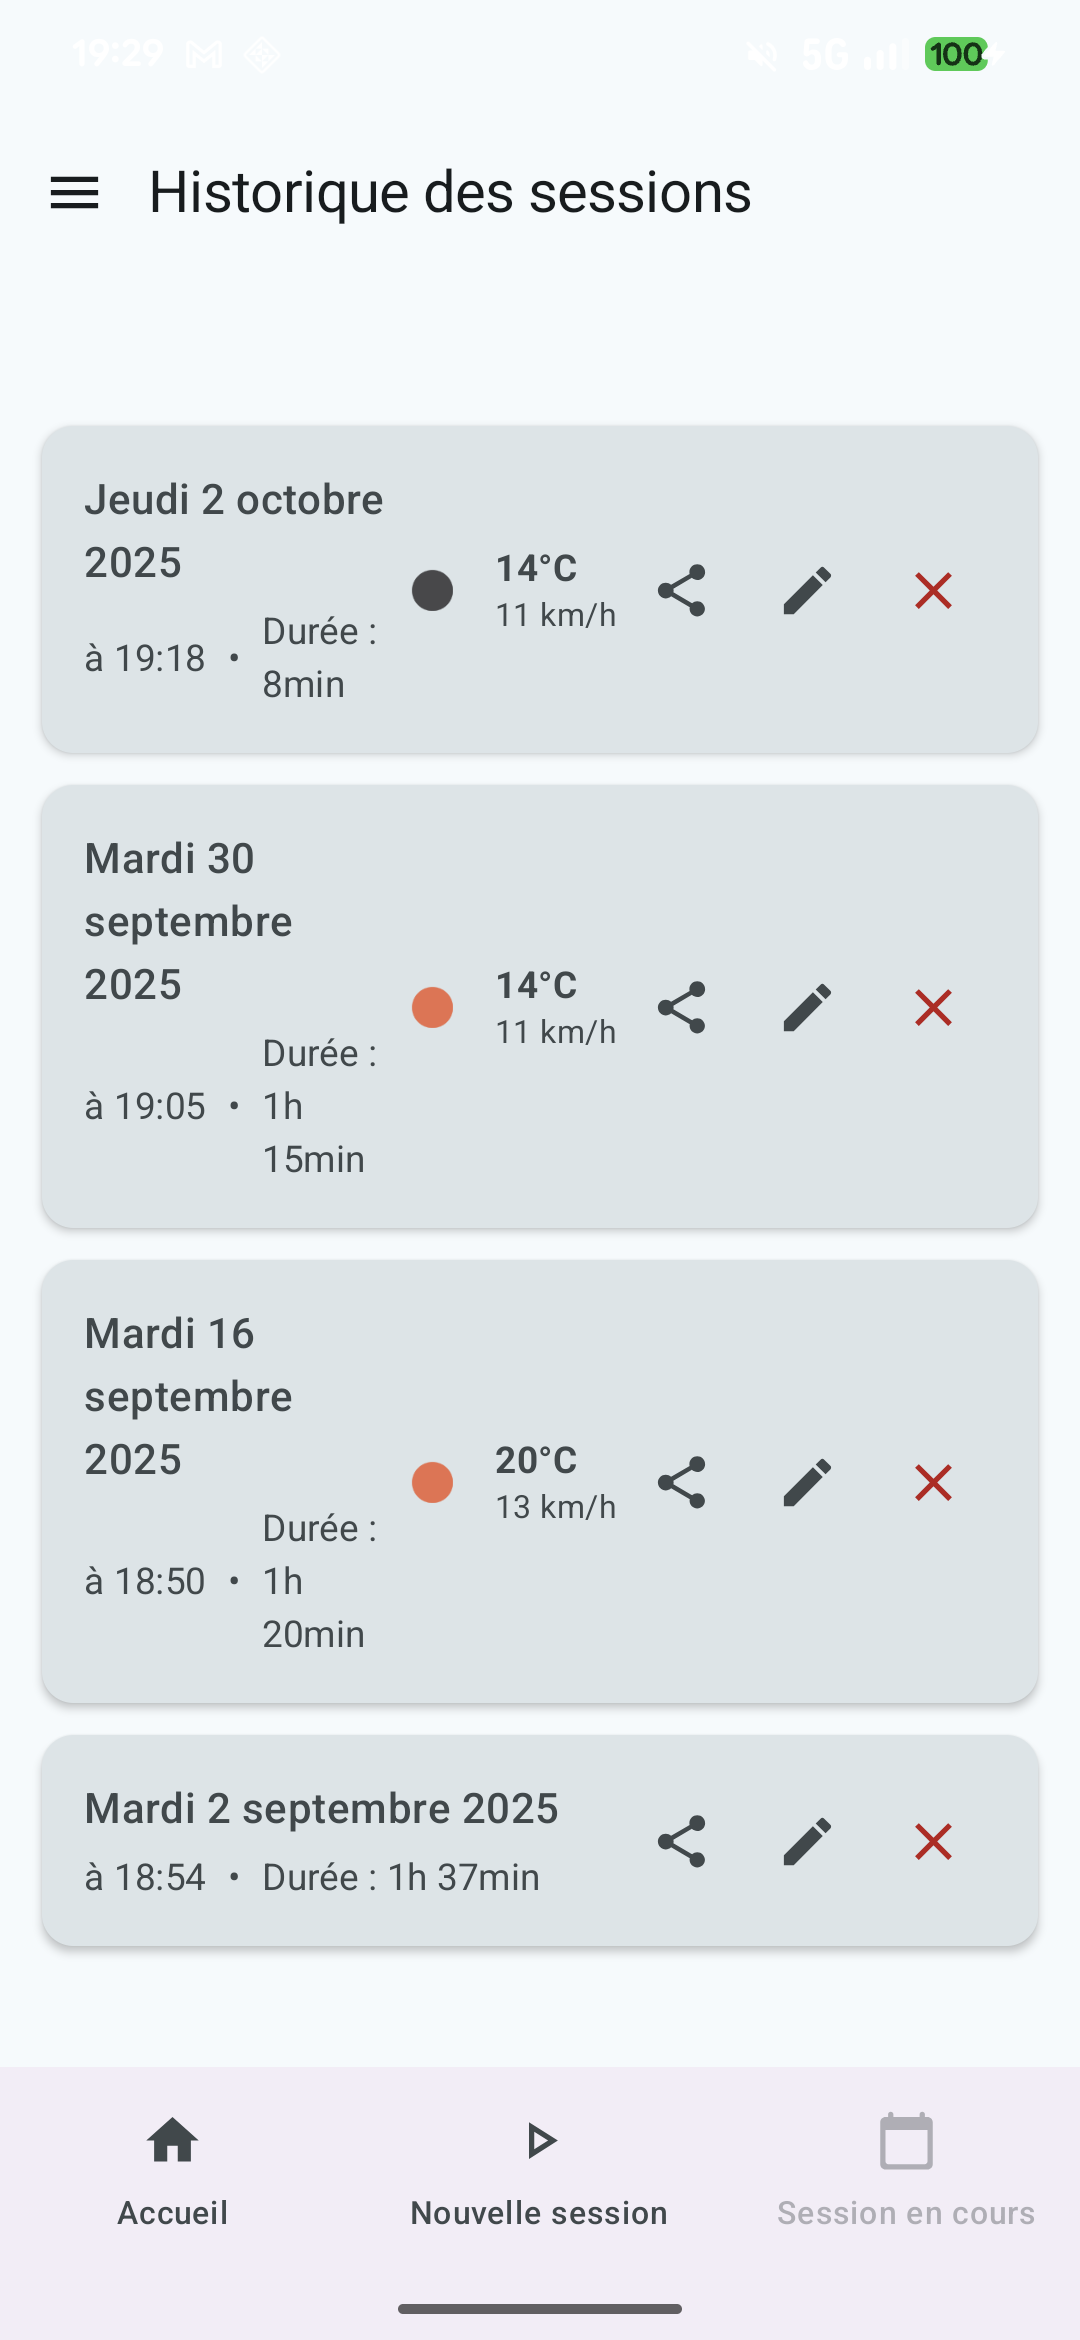 19:29
5G
100
Historique des sessions
Jeudi 2 octobre
2025
à 19:18 • Durée :
8min
14°C
11 km/h
Mardi 30
septembre
2025
à 19:05 • Durée :
1h
15min
14°C
11 km/h
Mardi 16
septembre
2025
à 18:50 • Durée :
1h
20min
20°C
13 km/h
Mardi 2 septembre 2025
à 18:54 • Durée : 1h 37min
Accueil
Nouvelle session
Session en cours